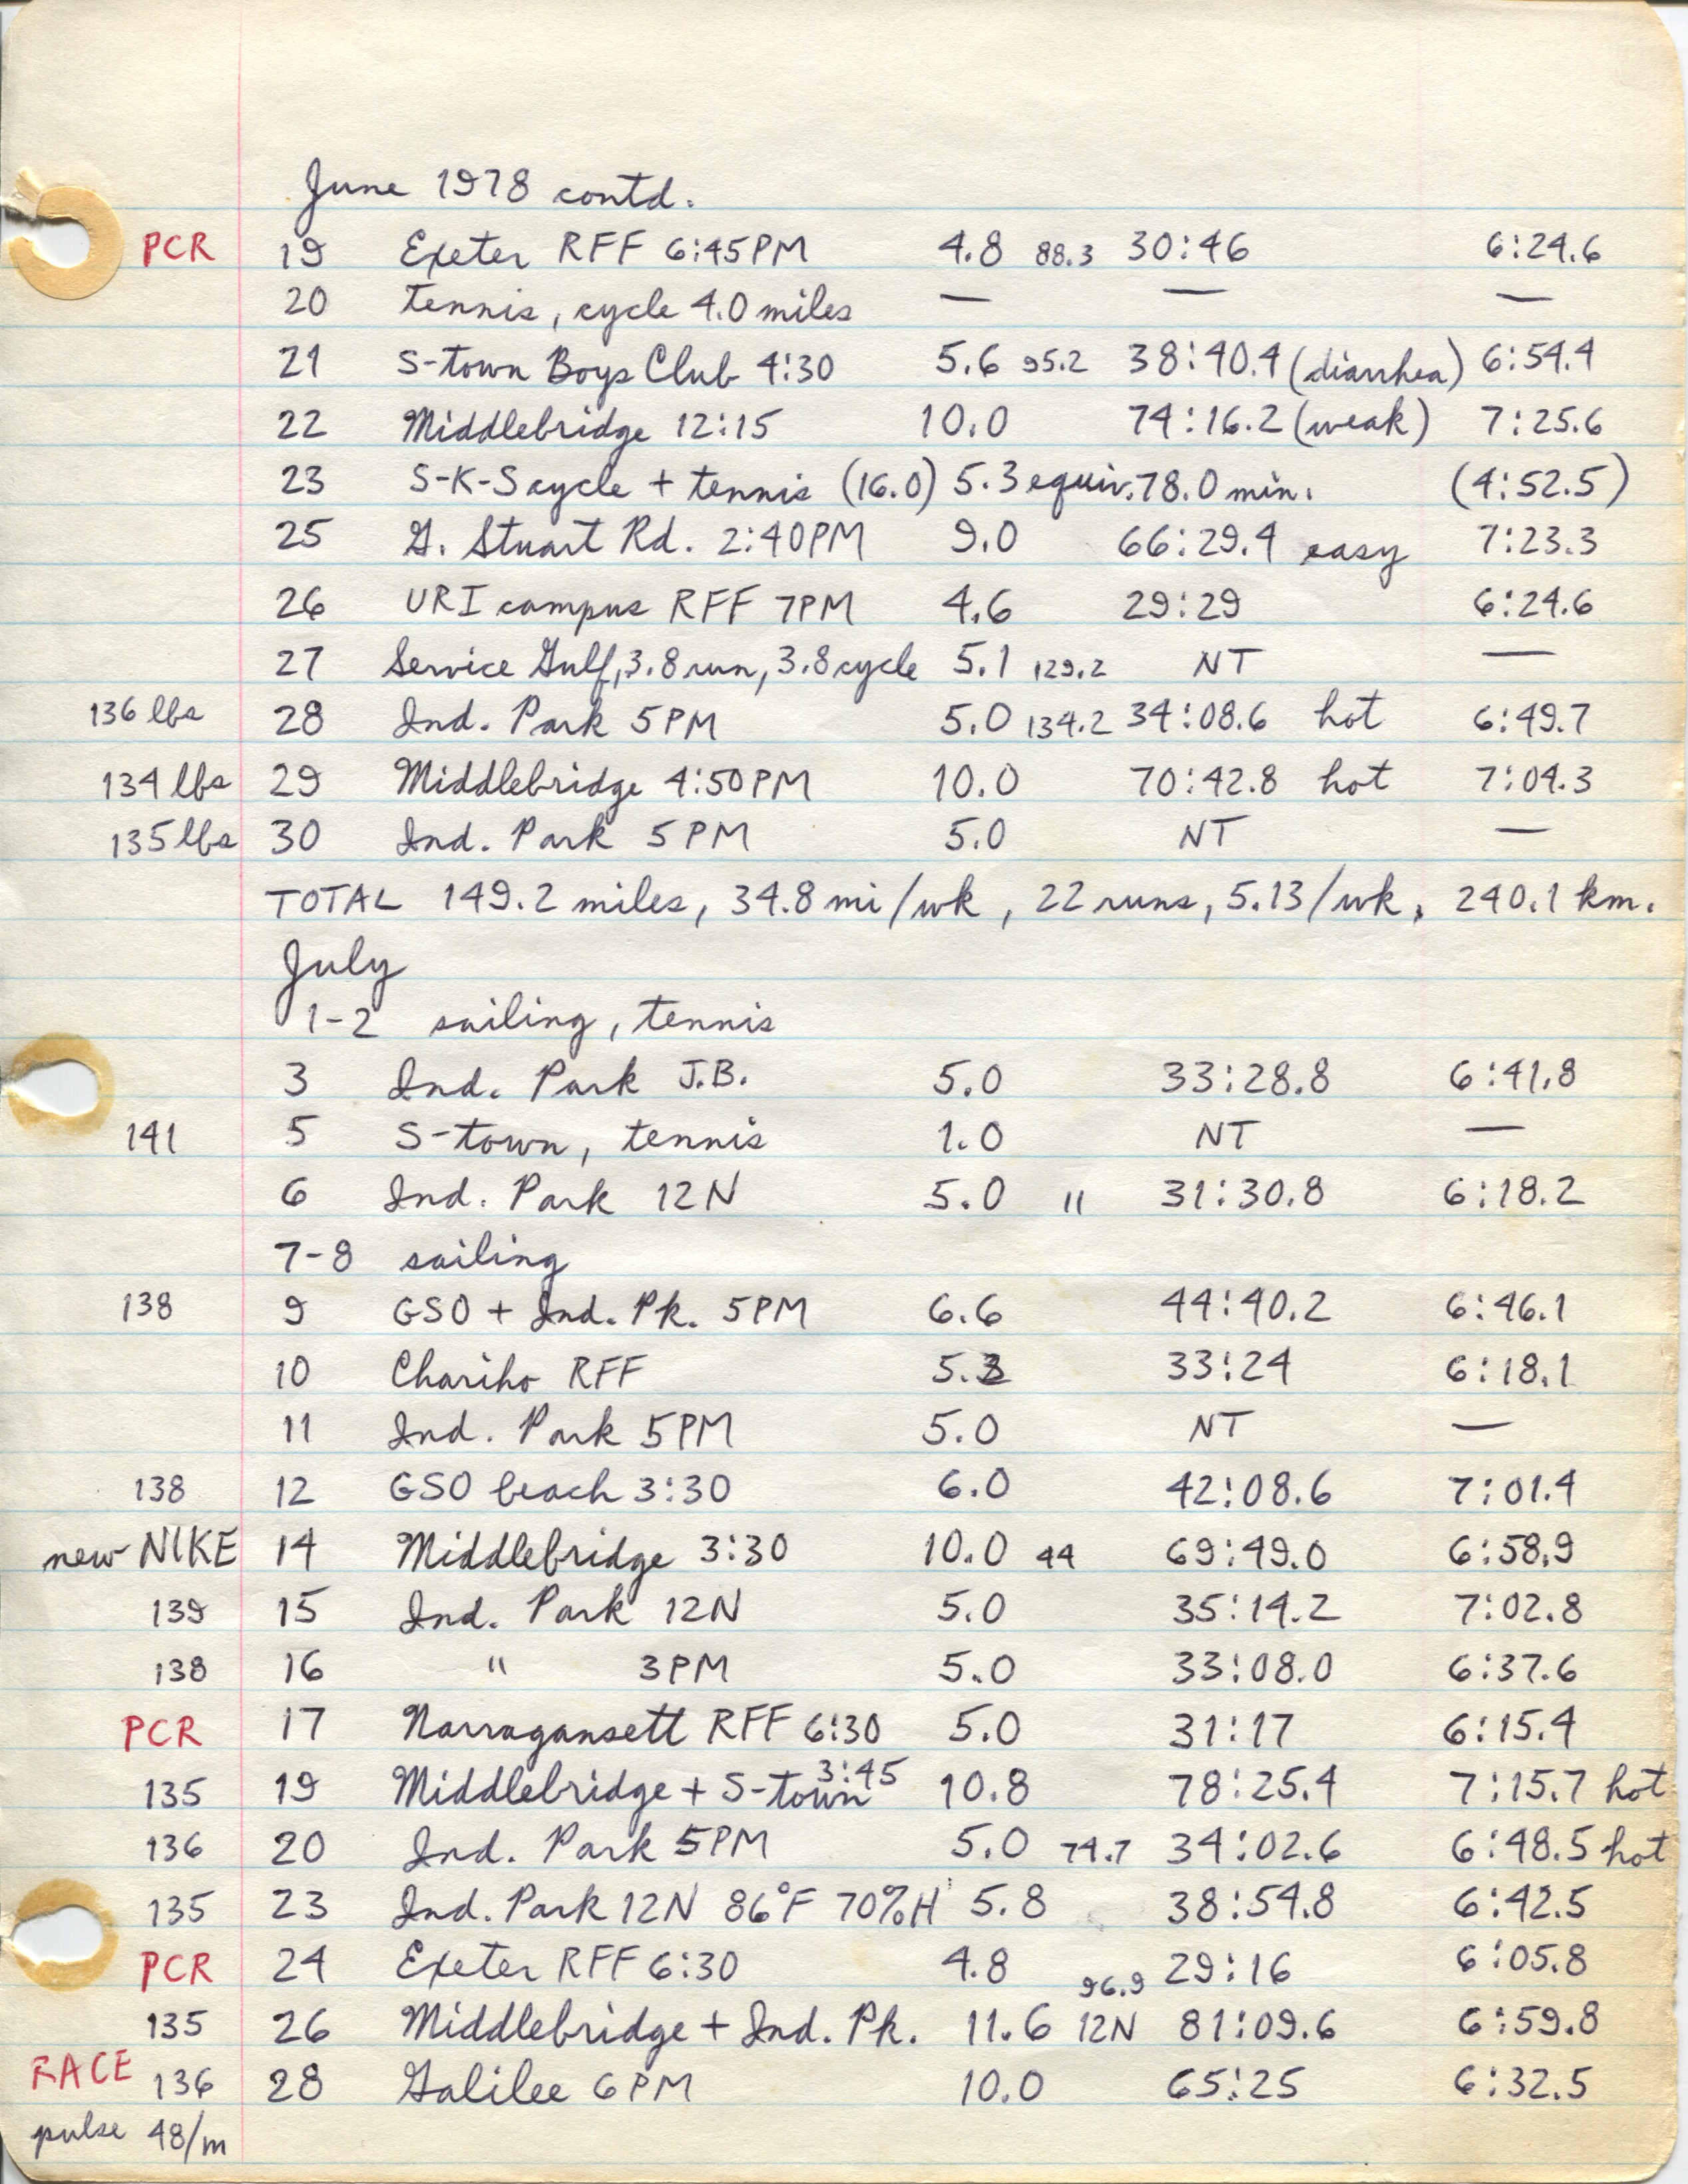 June 1978 contd.
PCR 19 Exeter RFF 6:45PM 4.8 88.3 30:46 6:24.6
20 Tennis, cycle 4.0 miles — — —
21 S-town Boys Club 4:30 5.6 95.2 38:40.4 (diarrhea) 6:54.4
22 Middlebridge 12:15 10.0 74:16.2 (weak) 7:25.6
23 S-K-S cycle + tennis (16.0) 5.3 equiv. 78.0 min. (4:52.5)
25 G. Stuart Rd. 2:40PM 9.0 66:29.4 easy 7:23.3
26 URI campus RFF 7PM 4.6 29:29 6:24.6
27 Service Gulf, 3.8 run, 3.8 cycle 5.1 129.2 NT —
136 lbs 28 Ind. Park 5PM 5.0 134.2 34:08.6 hot 6:49.7
134 lbs 29 Middlebridge 4:50PM 10.0 70:42.8 hot 7:04.3
135 lbs 30 Ind. Park 5PM 5.0 NT —
TOTAL 149.2 miles, 34.8 mi/wk, 22 runs, 5.13/wk, 240.1 km.
July
1-2 sailing, tennis
3 Ind. Park J.B. 5.0 33:28.8 6:41.8
141 5 S-town, tennis 1.0 NT —
6 Ind. Park 12N 5.0 11 31:30.8 6:18.2
7-8 sailing
138 9 GSO + Ind. Pk. 5PM 6.6 44:40.2 6:46.1
10 Chariho RFF 5.3 33:24 6:18.1
11 Ind. Park 5PM 5.0 NT —
138 12 GSO beach 3:30 6.0 42:08.6 7:01.4
new NIKE 14 Middlebridge 3:30 10.0 44 69:49.0 6:58.9
139 15 Ind. Park 12N 5.0 35:14.2 7:02.8
138 16 " 3PM 5.0 33:08.0 6:37.6
PCR 17 Narragansett RFF 6:30 5.0 31:17 6:15.4
135 19 Middlebridge + S-town 3:45 10.8 78:25.4 7:15.7 hot
136 20 Ind. Park 5PM 5.0 74.7 34:02.6 6:48.5 hot
135 23 Ind. Park 12N 86°F 70%H 5.8 38:54.8 6:42.5
PCR 24 Exeter RFF 6:30 4.8 96.9 29:16 6:05.8
135 26 Middlebridge + Ind. Pk. 11.6 12N 81:09.6 6:59.8
RACE 136 28 Galilee 6PM 10.0 65:25 6:32.5
pulse 48/m